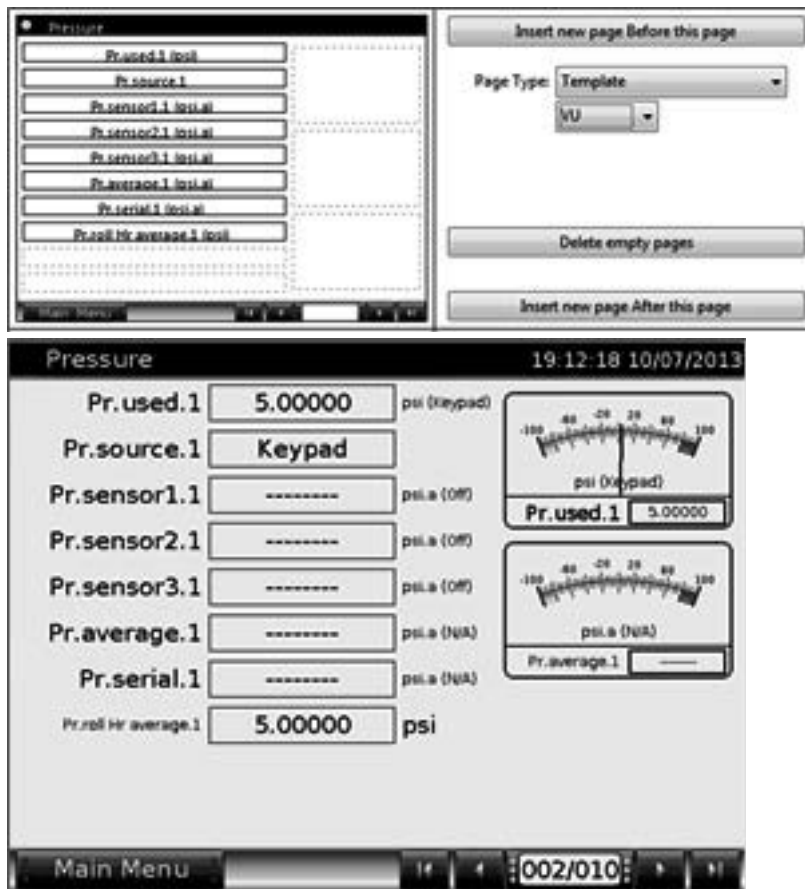 Pressure
Pr.used.1 (psi)
Pr.source.1
Pr.sensor1.1 (psi.a)
Pr.sensor2.1 (psi.a)
Pr.sensor3.1 (psi.a)
Pr.average.1 (psi.a)
Pr.serial.1 (psi.a)
Pr.roll Hr average.1 (psi)
Main Menu
Insert new page Before this page
Page Type: Template
VU
Delete empty pages
Insert new page After this page
Pressure 19:12:18 10/07/2013
Pr.used.1 5.00000 psi (Keypad)
Pr.source.1 Keypad
Pr.sensor1.1 -------- psi.a (Off)
Pr.sensor2.1 -------- psi.a (Off)
Pr.sensor3.1 -------- psi.a (Off)
Pr.average.1 -------- psi.a (N/A)
Pr.serial.1 -------- psi.a (N/A)
Pr.roll Hr average.1 5.00000 psi
-100 -60 -20 20 60 100
psi (Keypad)
Pr.used.1 5.00000
-100 -60 -20 20 60 100
psi.a (N/A)
Pr.average.1 --------
Main Menu 002/010